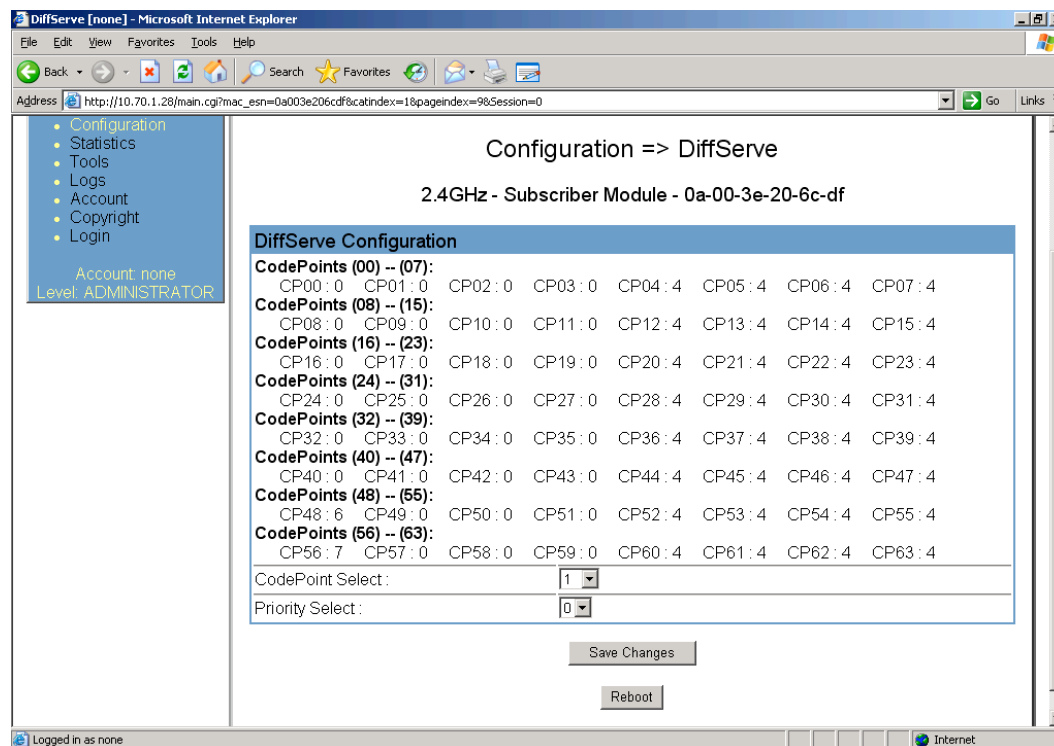 DiffServe [none] - Microsoft Internet Explorer
File Edit View Favorites Tools Help
Back Search Favorites
Address http://10.70.1.28/main.cgi?mac_esn=0a003e206cdf&catindex=1&pageindex=9&Session=0 Go Links
Configuration
Statistics
Tools
Logs
Account
Copyright
Login
Account: none
Level: ADMINISTRATOR
Configuration => DiffServe
2.4GHz - Subscriber Module - 0a-00-3e-20-6c-df
DiffServe Configuration
CodePoints (00) -- (07):
CP00 : 0 CP01 : 0 CP02 : 0 CP03 : 0 CP04 : 4 CP05 : 4 CP06 : 4 CP07 : 4
CodePoints (08) -- (15):
CP08 : 0 CP09 : 0 CP10 : 0 CP11 : 0 CP12 : 4 CP13 : 4 CP14 : 4 CP15 : 4
CodePoints (16) -- (23):
CP16 : 0 CP17 : 0 CP18 : 0 CP19 : 0 CP20 : 4 CP21 : 4 CP22 : 4 CP23 : 4
CodePoints (24) -- (31):
CP24 : 0 CP25 : 0 CP26 : 0 CP27 : 0 CP28 : 4 CP29 : 4 CP30 : 4 CP31 : 4
CodePoints (32) -- (39):
CP32 : 0 CP33 : 0 CP34 : 0 CP35 : 0 CP36 : 4 CP37 : 4 CP38 : 4 CP39 : 4
CodePoints (40) -- (47):
CP40 : 0 CP41 : 0 CP42 : 0 CP43 : 0 CP44 : 4 CP45 : 4 CP46 : 4 CP47 : 4
CodePoints (48) -- (55):
CP48 : 6 CP49 : 0 CP50 : 0 CP51 : 0 CP52 : 4 CP53 : 4 CP54 : 4 CP55 : 4
CodePoints (56) -- (63):
CP56 : 7 CP57 : 0 CP58 : 0 CP59 : 0 CP60 : 4 CP61 : 4 CP62 : 4 CP63 : 4
CodePoint Select : 1
Priority Select : 0
Save Changes
Reboot
Logged in as none Internet